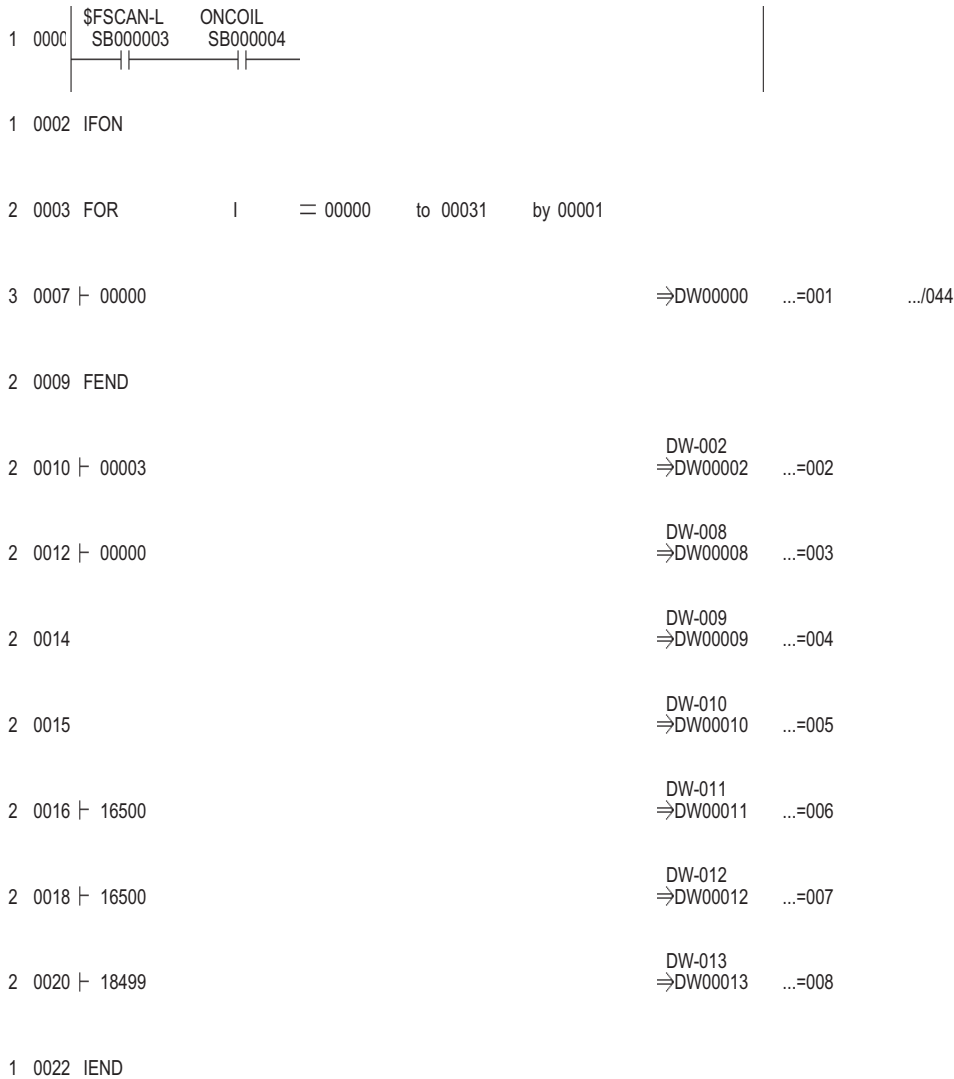 $FSCAN-L ONCOIL
1 0000 SB000003 SB000004
1 0002 IFON
2 0003 FOR I = 00000 to 00031 by 00001
3 0007 ├ 00000 ⇒DW00000 ...=001 .../044
2 0009 FEND
DW-002
2 0010 ├ 00003 ⇒DW00002 ...=002
DW-008
2 0012 ├ 00000 ⇒DW00008 ...=003
DW-009
2 0014 ⇒DW00009 ...=004
DW-010
2 0015 ⇒DW00010 ...=005
DW-011
2 0016 ├ 16500 ⇒DW00011 ...=006
DW-012
2 0018 ├ 16500 ⇒DW00012 ...=007
DW-013
2 0020 ├ 18499 ⇒DW00013 ...=008
1 0022 IEND